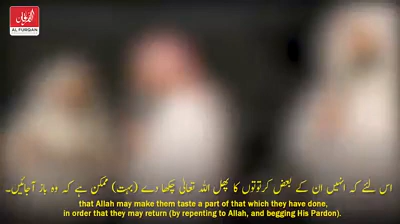 الفرقان
AL FURQAN
اس لئے کہ انہیں ان کے بعض کرتوتوں کا پھل اللہ تعالیٰ چکھا دے (بہت) ممکن ہے کہ وہ باز آجائیں۔
that Allah may make them taste a part of that which they have done,
in order that they may return (by repenting to Allah, and begging His Pardon).